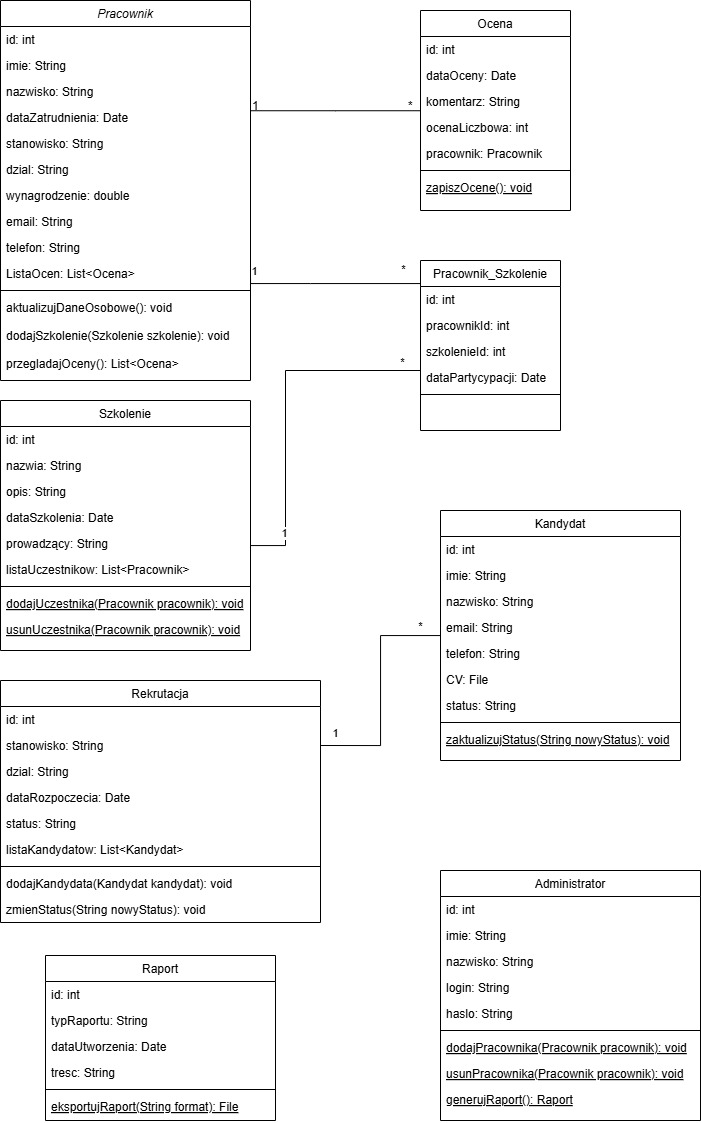 Pracownik
id: int
imie: String
nazwisko: String
dataZatrudnienia: Date
stanowisko: String
dzial: String
wynagrodzenie: double
email: String
telefon: String
ListaOcen: List<Ocena>
aktualizujDaneOsobowe(): void
dodajSzkolenie(Szkolenie szkolenie): void
przegladajOceny(): List<Ocena>
1
*
Ocena
id: int
dataOceny: Date
komentarz: String
ocenaLiczbowa: int
pracownik: Pracownik
zapiszOcene(): void
1
*
Pracownik_Szkolenie
id: int
pracownikId: int
szkolenieId: int
dataPartycypacji: Date
*
1
Szkolenie
id: int
nazwia: String
opis: String
dataSzkolenia: Date
prowadzący: String
listaUczestnikow: List<Pracownik>
dodajUczestnika(Pracownik pracownik): void
usunUczestnika(Pracownik pracownik): void
Kandydat
id: int
imie: String
nazwisko: String
email: String
telefon: String
CV: File
status: String
zaktualizujStatus(String nowyStatus): void
*
1
Rekrutacja
id: int
stanowisko: String
dzial: String
dataRozpoczecia: Date
status: String
listaKandydatow: List<Kandydat>
dodajKandydata(Kandydat kandydat): void
zmienStatus(String nowyStatus): void
Administrator
id: int
imie: String
nazwisko: String
login: String
haslo: String
dodajPracownika(Pracownik pracownik): void
usunPracownika(Pracownik pracownik): void
generujRaport(): Raport
Raport
id: int
typRaportu: String
dataUtworzenia: Date
tresc: String
eksportujRaport(String format): File